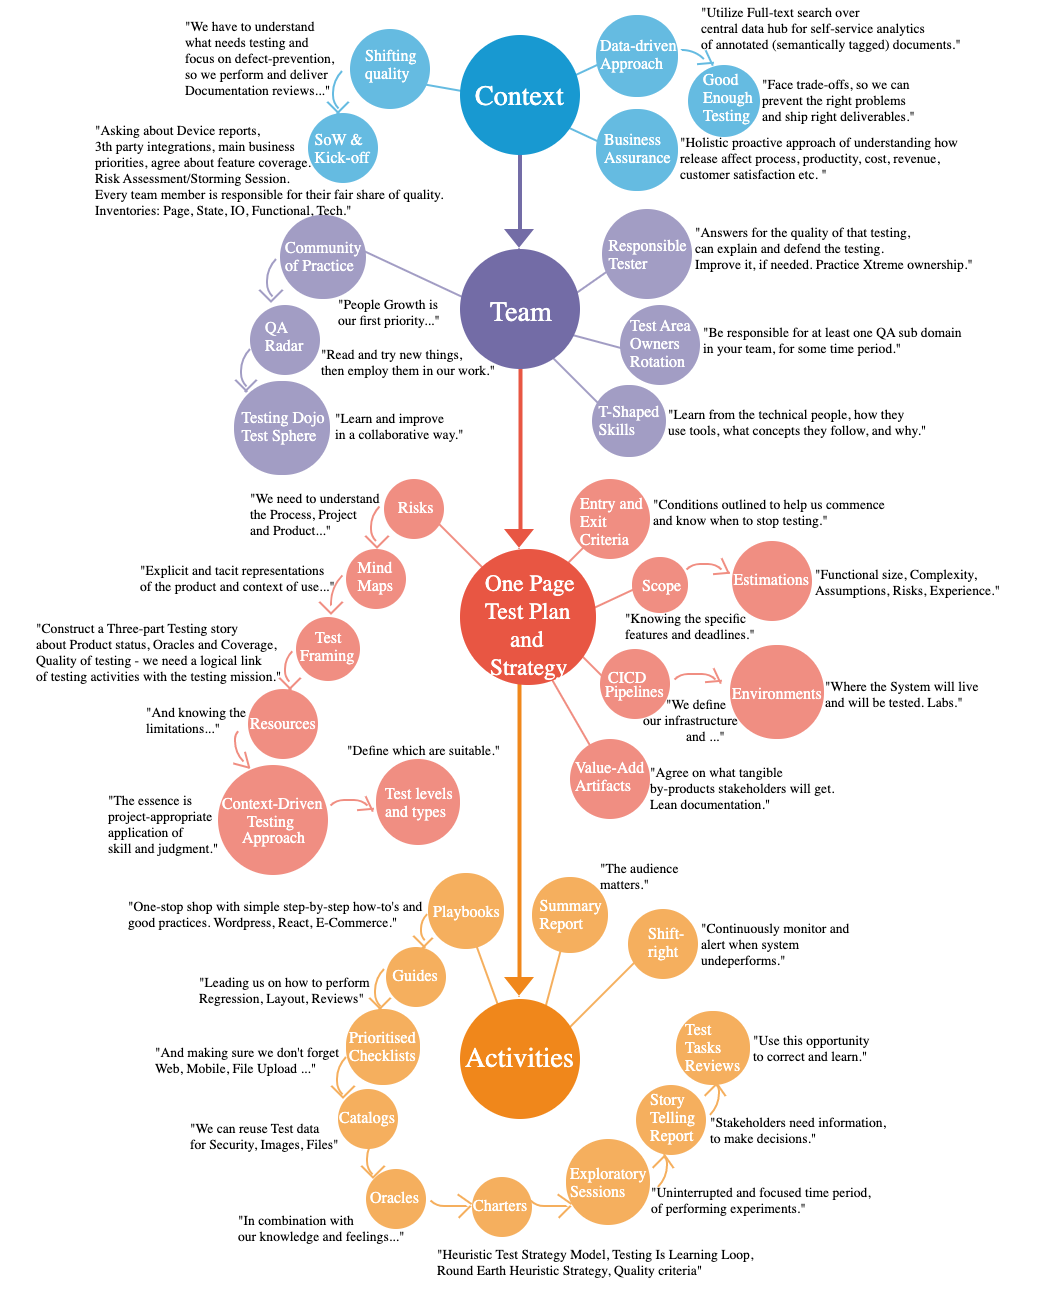 "We have to understand
what needs testing and
focus on defect-prevention,
so we perform and deliver
Documentation reviews..."
Shifting
quality
Context
Data-driven
Approach
"Utilize Full-text search over
central data hub for self-service analytics
of annotated (semantically tagged) documents."
Good
Enough
Testing
"Face trade-offs, so we can
prevent the right problems
and ship right deliverables."
"Asking about Device reports,
3th party integrations, main business
priorities, agree about feature coverage.
Risk Assessment/Storming Session.
Every team member is responsible for their fair share of quality.
Inventories: Page, State, IO, Functional, Tech."
SoW &
Kick-off
Business
Assurance
"Holistic proactive approach of understanding how
release affect process, productity, cost, revenue,
customer satisfaction etc. "
Community
of Practice
"People Growth is
our first priority..."
Team
Responsible
Tester
"Answers for the quality of that testing,
can explain and defend the testing.
Improve it, if needed. Practice Xtreme ownership."
QA
Radar
"Read and try new things,
then employ them in our work."
Test Area
Owners
Rotation
"Be responsible for at least one QA sub domain
in your team, for some time period."
Testing Dojo
Test Sphere
"Learn and improve
in a collaborative way."
T-Shaped
Skills
"Learn from the technical people, how they
use tools, what concepts they follow, and why."
"We need to understand
the Process, Project
and Product..."
Risks
Entry and
Exit
Criteria
"Conditions outlined to help us commence
and know when to stop testing."
"Explicit and tacit representations
of the product and context of use..."
Mind
Maps
One Page
Test Plan
and
Strategy
Scope
"Knowing the specific
features and deadlines."
Estimations
"Functional size, Complexity,
Assumptions, Risks, Experience."
"Construct a Three-part Testing story
about Product status, Oracles and Coverage,
Quality of testing - we need a logical link
of testing activities with the testing mission."
Test
Framing
CICD
Pipelines
"We define
our infrastructure
and ..."
Environments
"Where the System will live
and will be tested. Labs."
"And knowing the
limitations..."
Resources
"Define which are suitable."
Value-Add
Artifacts
"Agree on what tangible
by-products stakeholders will get.
Lean documentation."
"The essence is
project-appropriate
application of
skill and judgment."
Context-Driven
Testing
Approach
Test levels
and types
"One-stop shop with simple step-by-step how-to's and
good practices. Wordpress, React, E-Commerce."
Playbooks
Summary
Report
"The audience
matters."
Shift-
right
"Continuously monitor and
alert when system
undeperforms."
"Leading us on how to perform
Regression, Layout, Reviews"
Guides
Activities
"And making sure we don't forget
Web, Mobile, File Upload ..."
Prioritised
Checklists
Test
Tasks
Reviews
"Use this opportunity
to correct and learn."
"We can reuse Test data
for Security, Images, Files"
Catalogs
Story
Telling
Report
"Stakeholders need information,
to make decisions."
Oracles
"In combination with
our knowledge and feelings..."
Charters
"Heuristic Test Strategy Model, Testing Is Learning Loop,
Round Earth Heuristic Strategy, Quality criteria"
Exploratory
Sessions
"Uninterrupted and focused time period,
of performing experiments."